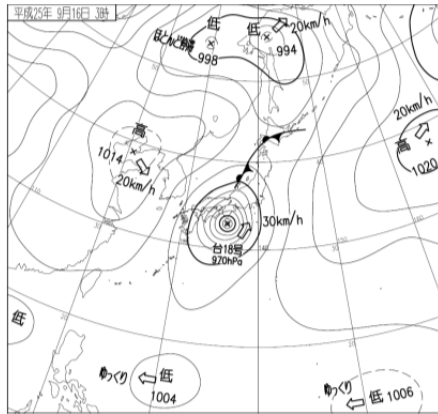 平成25年 9月16日 3時
低
低
20km/h
ほとんど停滞
998
994
高
1014
20km/h
20km/h
高
1020
30km/h
台18号
970hPa
低
ゆっくり
低
1004
ゆっくり
低
1006